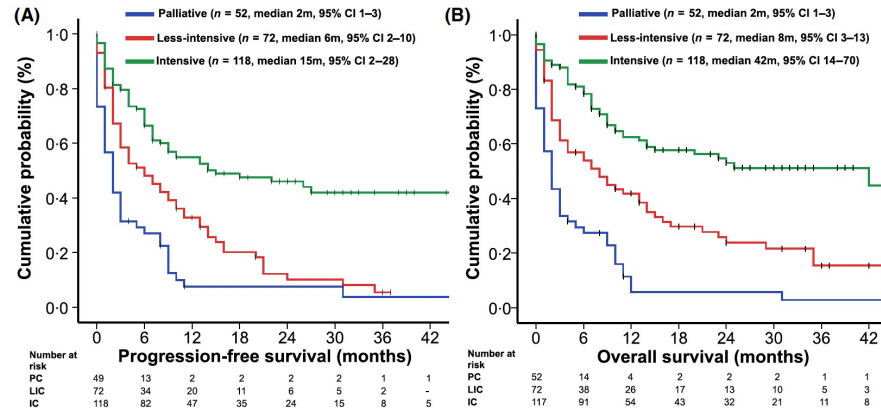 (A)
Palliative (n = 52, median 2m, 95% CI 1–3)
Less-intensive (n = 72, median 6m, 95% CI 2–10)
Intensive (n = 118, median 15m, 95% CI 2–28)
Cumulative probability (%)
1·0
0·8
0·6
0·4
0·2
0·0
0 6 12 18 24 30 36 42
Progression-free survival (months)
Number at
risk
PC 49 13 2 2 2 2 1 1
LIC 72 34 20 11 6 5 2 -
IC 118 82 47 35 24 15 8 5
(B)
Palliative (n = 52, median 2m, 95% CI 1–3)
Less-intensive (n = 72, median 8m, 95% CI 3–13)
Intensive (n = 118, median 42m, 95% CI 14–70)
Cumulative probability (%)
1·0
0·8
0·6
0·4
0·2
0·0
0 6 12 18 24 30 36 42
Overall survival (months)
Number at
risk
PC 52 14 4 2 2 2 1 1
LIC 72 38 26 17 13 10 5 3
IC 117 91 54 43 32 21 11 8